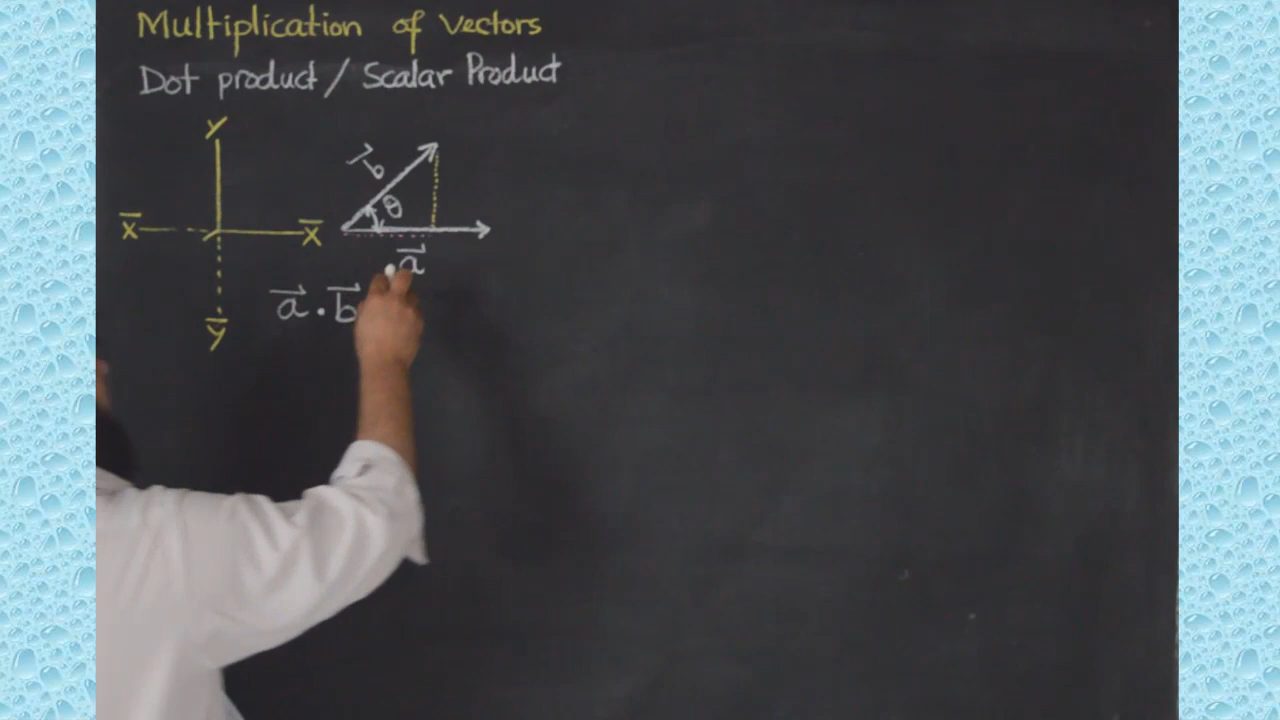 Multiplication of Vectors
Dot product / Scalar Product
y
x̅ x̅
y̅
b⃗
θ
a⃗
a⃗ . b⃗